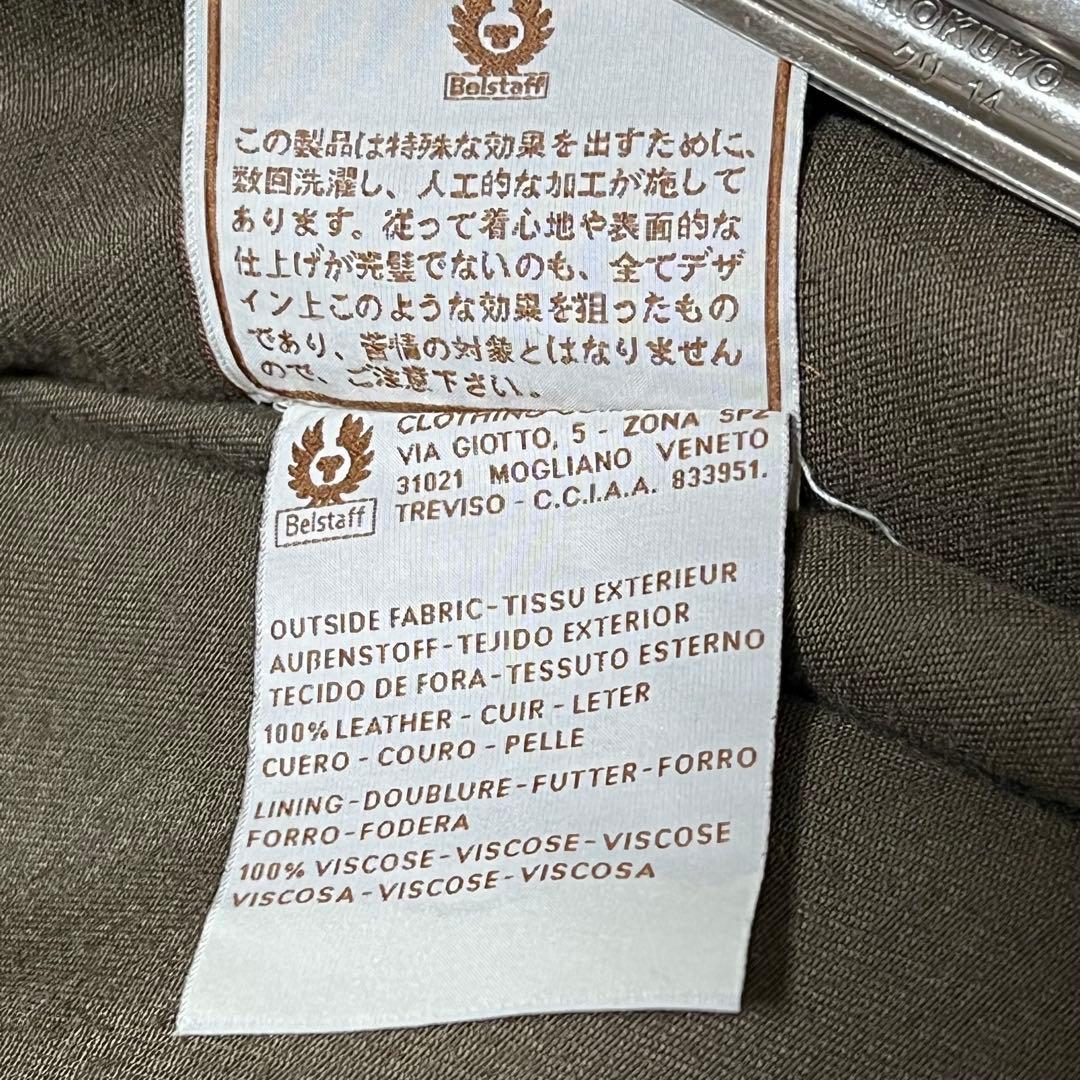 Belstaff
KOKUYO
クリ-14
この製品は特殊な効果を出すために、
数回洗濯し、人工的な加工が施して
あります。従って着心地や表面的な
仕上げが完璧でないのも、全てデザ
イン上このような効果を狙ったもの
であり、苦情の対象とはなりません
ので、ご注意下さい。
CLOTHING
VIA GIOTTO, 5 - ZONA SP2
31021 MOGLIANO VENETO
TREVISO - C.C.I.A.A. 833951.
Belstaff
OUTSIDE FABRIC-TISSU EXTERIEUR
AUßENSTOFF-TEJIDO EXTERIOR
TECIDO DE FORA-TESSUTO ESTERNO
100% LEATHER - CUIR - LETER
CUERO - COURO - PELLE
LINING-DOUBLURE-FUTTER-FORRO
FORRO-FODERA
100% VISCOSE-VISCOSE-VISCOSE
VISCOSA-VISCOSE-VISCOSA